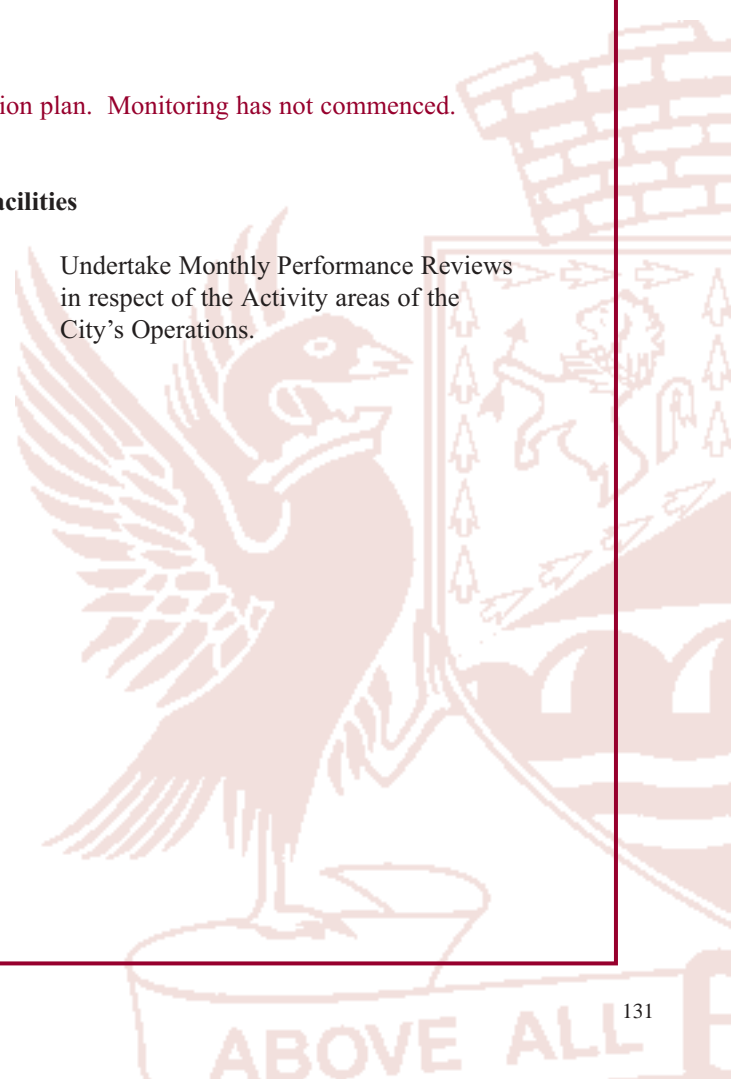 ion plan. Monitoring has not commenced.
acilities
Undertake Monthly Performance Reviews
in respect of the Activity areas of the
City’s Operations.
131
ABOVE ALL